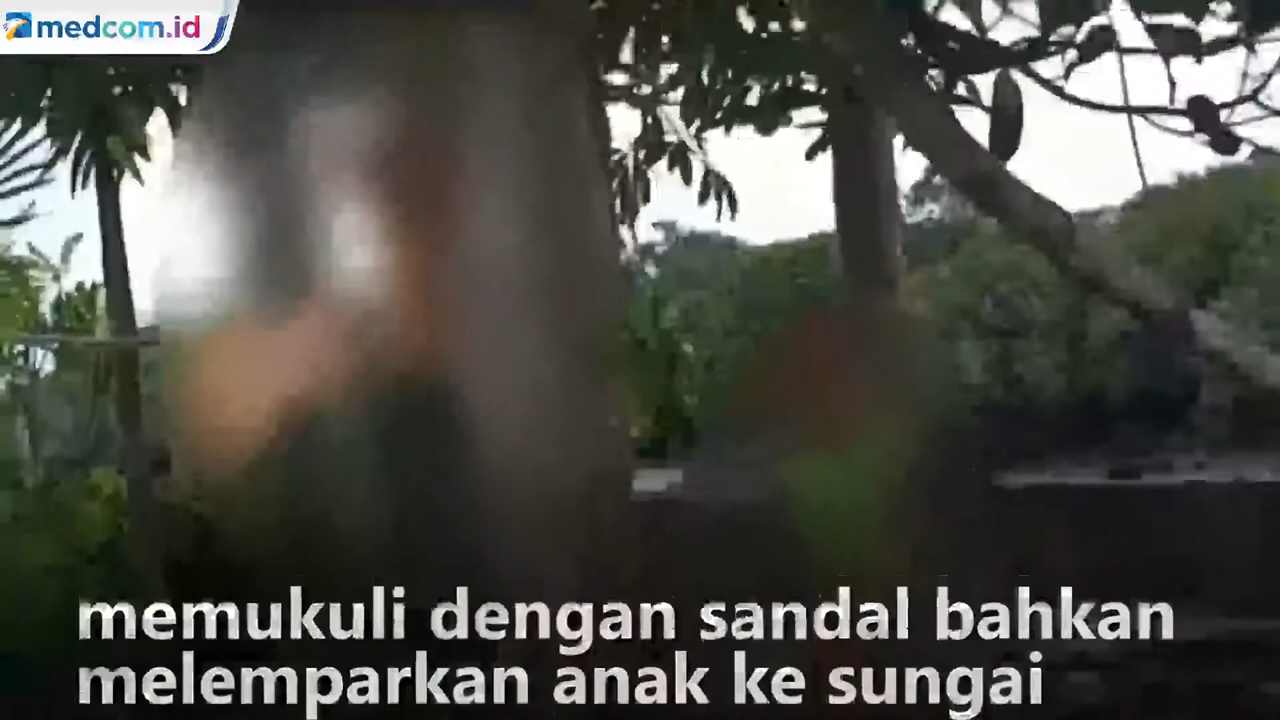 medcom.id
memukuli dengan sandal bahkan
melemparkan anak ke sungai